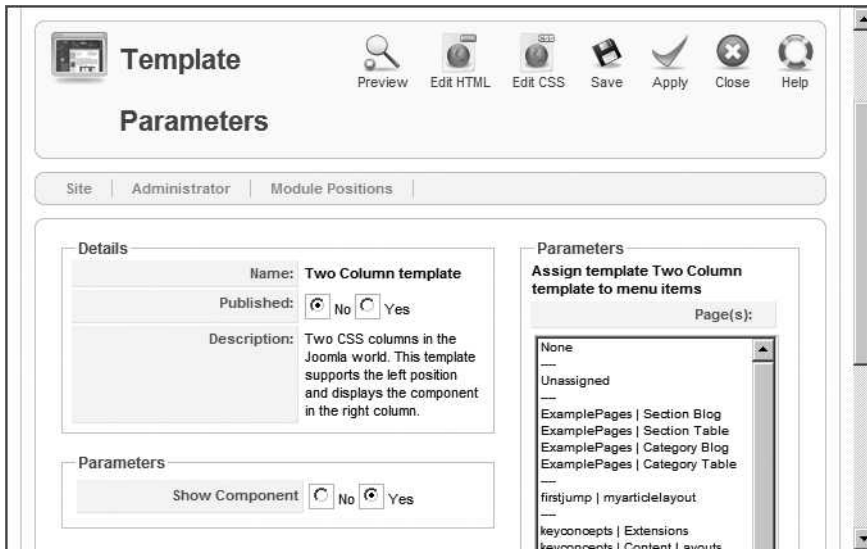 Template
Parameters
Preview
Edit HTML
Edit CSS
Save
Apply
Close
Help
Site
Administrator
Module Positions
Details
Name: Two Column template
Published: No Yes
Description: Two CSS columns in the
Joomla world. This template
supports the left position
and displays the component
in the right column.
Parameters
Show Component No Yes
Parameters
Assign template Two Column
template to menu items
Page(s):
None
----
Unassigned
----
ExamplePages | Section Blog
ExamplePages | Section Table
ExamplePages | Category Blog
ExamplePages | Category Table
----
firstjump | myarticlelayout
----
keyconcepts | Extensions
keyconcepts | Content Layouts